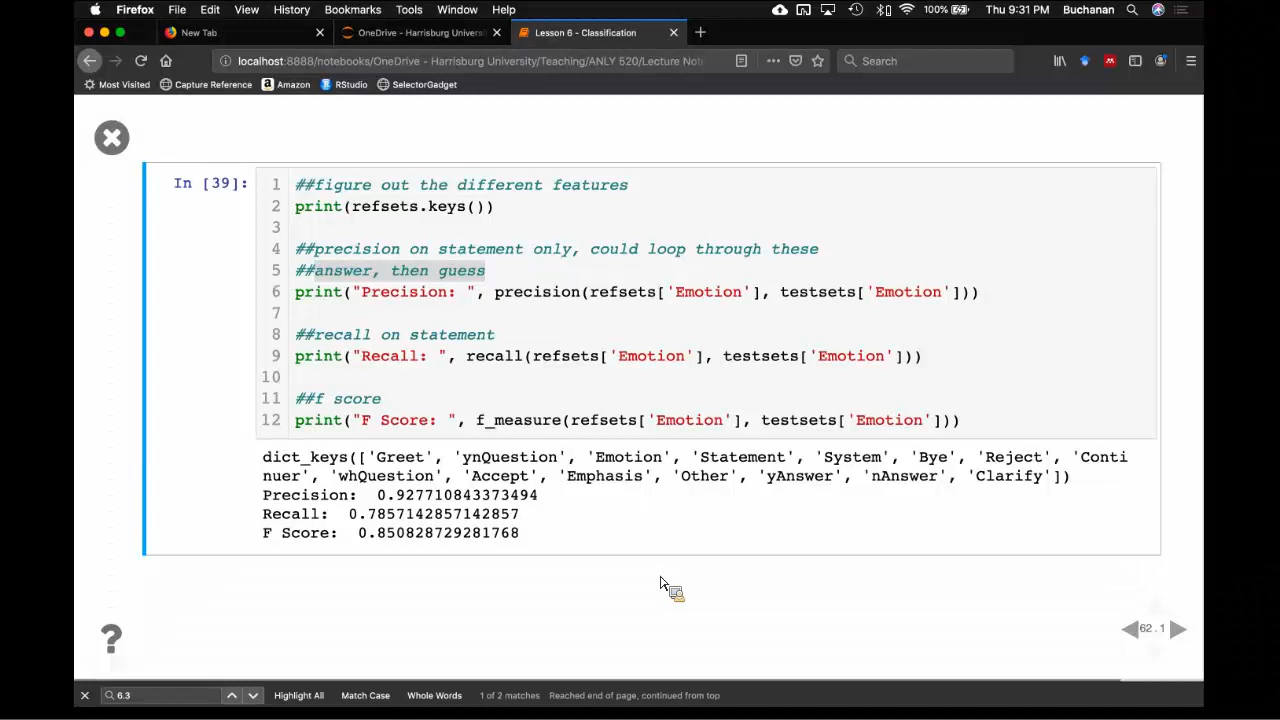 Firefox File Edit View History Bookmarks Tools Window Help 100% Thu 9:31 PM Buchanan
New Tab OneDrive - Harrisburg Universi Lesson 6 - Classification
localhost:8888/notebooks/OneDrive - Harrisburg University/Teaching/ANLY 520/Lecture Not Search
Most Visited Capture Reference Amazon RStudio SelectorGadget
In [39]:
1 ##figure out the different features
2 print(refsets.keys())
3
4 ##precision on statement only, could loop through these
5 ##answer, then guess
6 print("Precision: ", precision(refsets['Emotion'], testsets['Emotion']))
7
8 ##recall on statement
9 print("Recall: ", recall(refsets['Emotion'], testsets['Emotion']))
10
11 ##f score
12 print("F Score: ", f_measure(refsets['Emotion'], testsets['Emotion']))
dict_keys(['Greet', 'ynQuestion', 'Emotion', 'Statement', 'System', 'Bye', 'Reject', 'Conti
nuer', 'whQuestion', 'Accept', 'Emphasis', 'Other', 'yAnswer', 'nAnswer', 'Clarify'])
Precision: 0.927710843373494
Recall: 0.7857142857142857
F Score: 0.850828729281768
62.1
?
6.3 Highlight All Match Case Whole Words 1 of 2 matches Reached end of page, continued from top